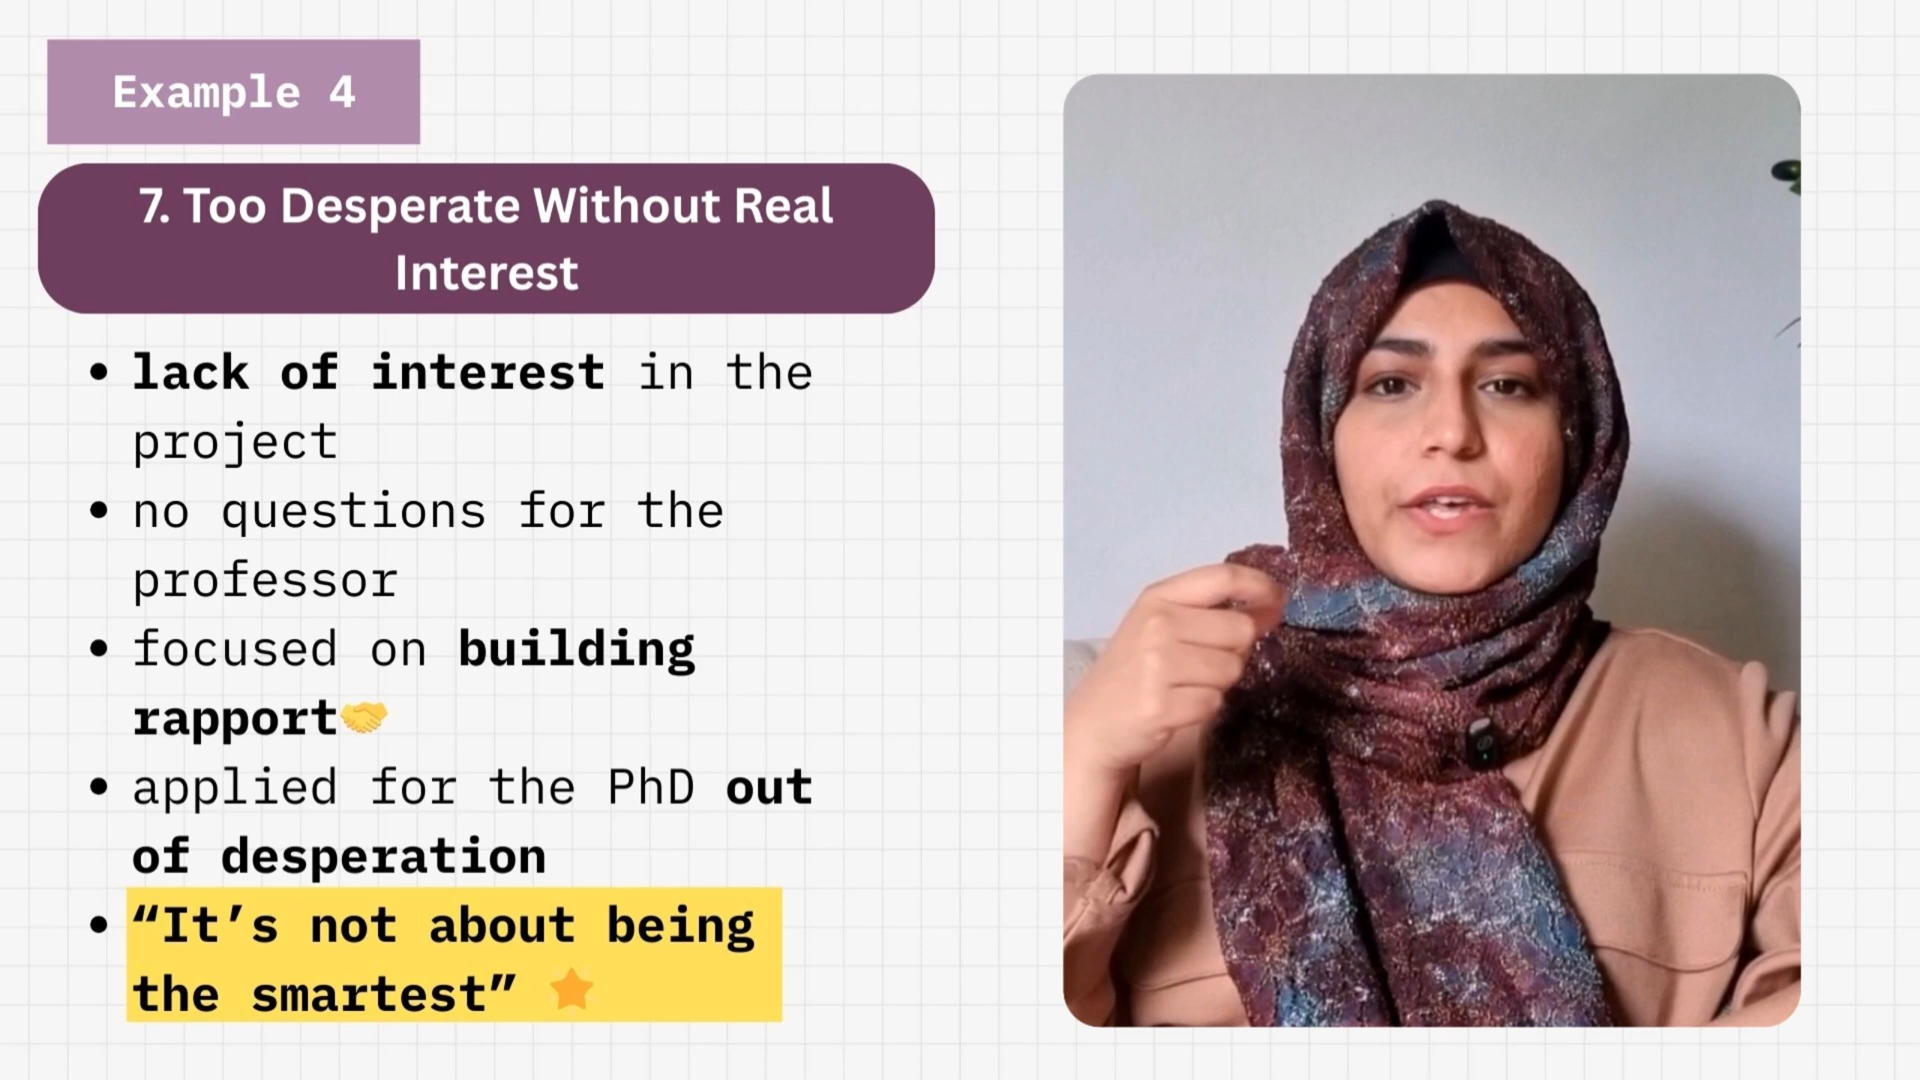 Example 4
7. Too Desperate Without Real
Interest
• lack of interest in the
project
• no questions for the
professor
• focused on building
rapport🤝
• applied for the PhD out
of desperation
• “It’s not about being
the smartest” ⭐